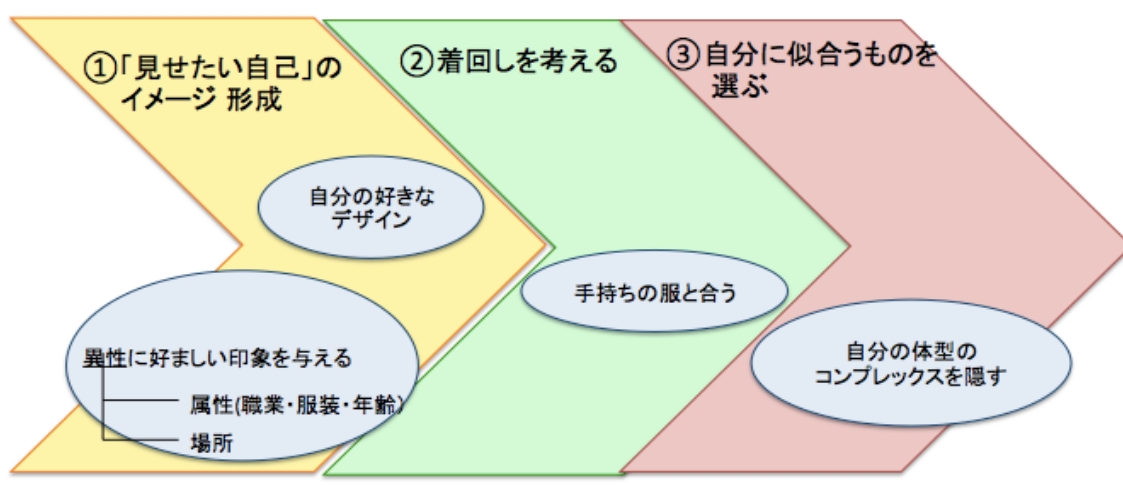 ①「見せたい自己」の
イメージ 形成
②着回しを考える
③自分に似合うものを
選ぶ
自分の好きな
デザイン
異性に好ましい印象を与える
属性(職業・服装・年齢)
場所
手持ちの服と合う
自分の体型の
コンプレックスを隠す